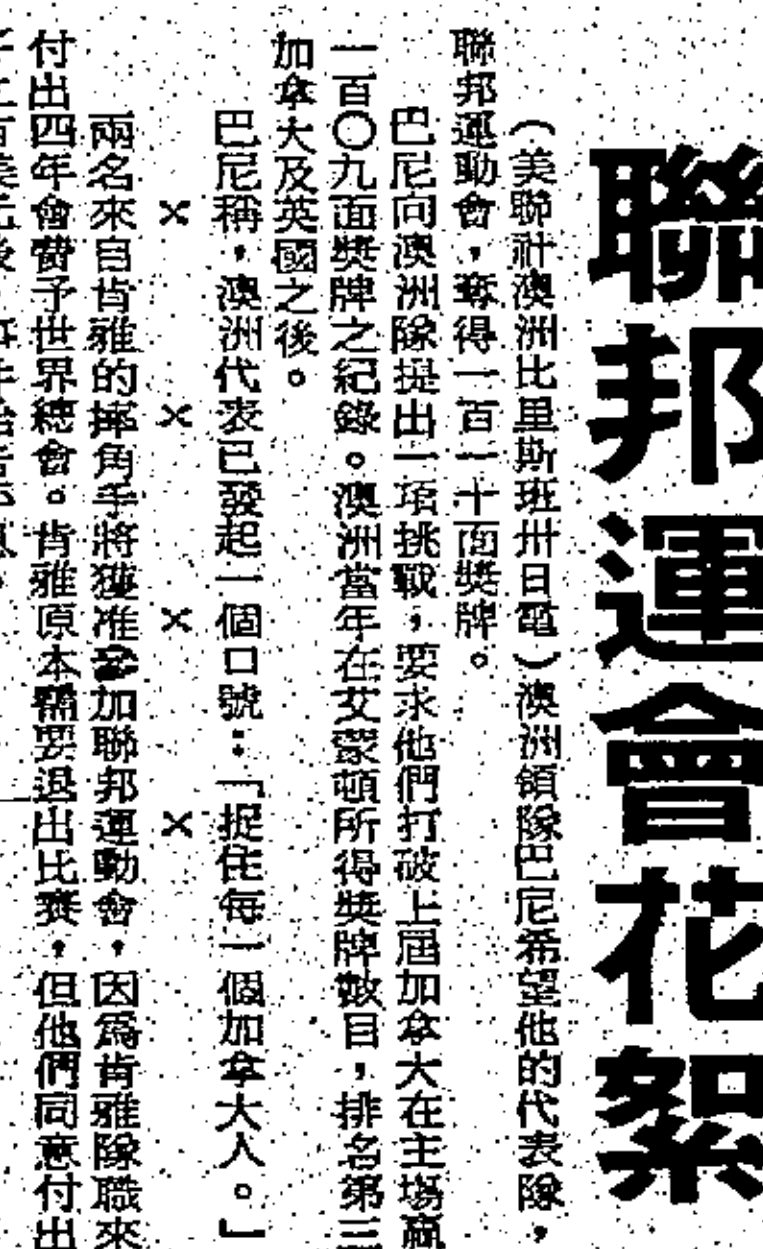 聯邦運動會花絮
（美聯社澳洲比里斯班卅日電）澳洲領隊巴尼希望他的代表隊，
聯邦運動會，奪得一百一十面獎牌。
巴尼向澳洲隊提出一項挑戰，要求他們打破上屆加拿大在主場贏
一百〇九面獎牌之紀錄。澳洲當年在艾蒙頓所得獎牌數目，排名第三
加拿大及英國之後。
巴尼稱，澳洲代表已發起一個口號：「捉住每一個加拿大人。」
× × × ×
兩名來自肯雅的摔角手將獲准參加聯邦運動會，因爲肯雅隊職來
付出四年會費予世界總會。肯雅原本需要退出比賽，但他們同意付出